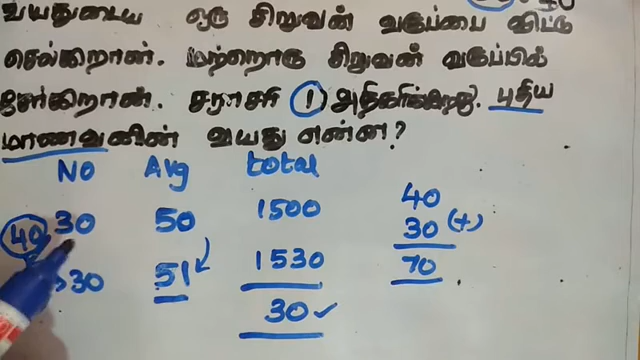 வயதுடைய ஒரு சிறுவன் வகுப்பை விட்டு
செல்கிறான். மற்றொரு சிறுவன் வகுப்பில்
சேர்கிறான். சராசரி 1 அதிகரிக்கிறது. புதிய
மாணவனின் வயது என்ன?
NO Avg total
40 30 50 1500 40
30 (+)
30 51 1530 70
30 ✓